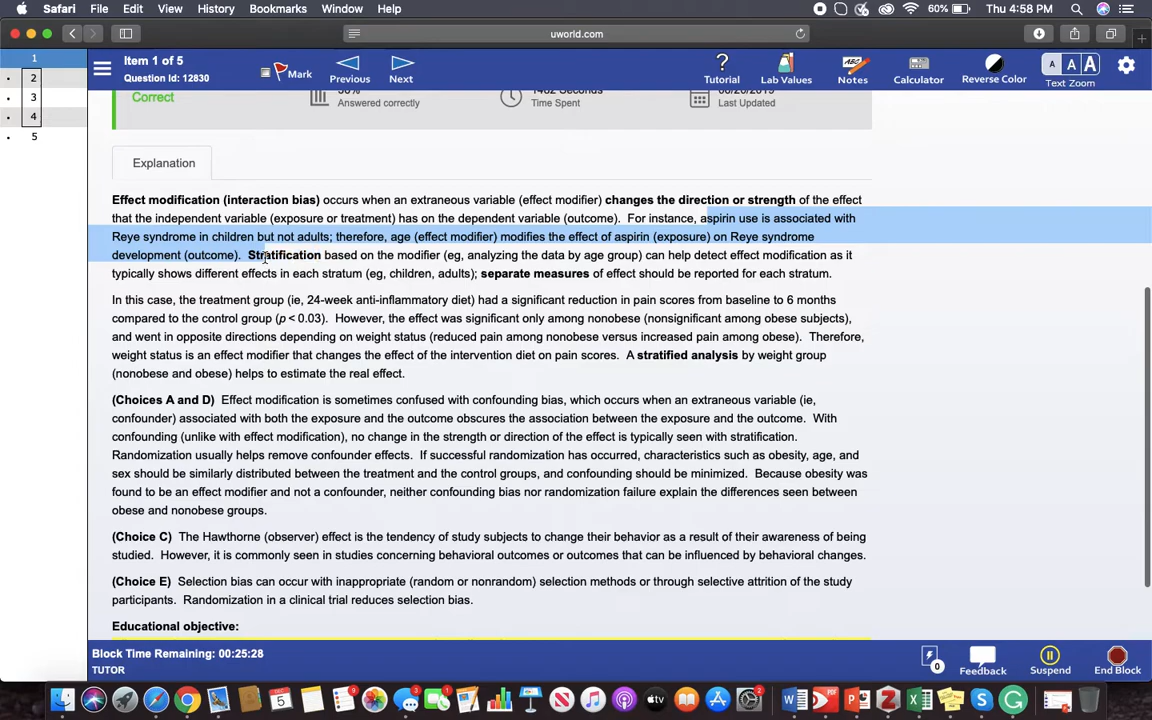 Safari File Edit View History Bookmarks Window Help 60% Thu 4:58 PM
uworld.com
1
2
3
4
5
Item 1 of 5
Question Id: 12830
Mark
Previous
Next
Tutorial
Lab Values
Notes
Calculator
Reverse Color
A A A
Text Zoom
Correct
Answered correctly
Time Spent
Last Updated
Explanation
Effect modification (interaction bias) occurs when an extraneous variable (effect modifier) changes the direction or strength of the effect
that the independent variable (exposure or treatment) has on the dependent variable (outcome). For instance, aspirin use is associated with
Reye syndrome in children but not adults; therefore, age (effect modifier) modifies the effect of aspirin (exposure) on Reye syndrome
development (outcome). Stratification based on the modifier (eg, analyzing the data by age group) can help detect effect modification as it
typically shows different effects in each stratum (eg, children, adults); separate measures of effect should be reported for each stratum.
In this case, the treatment group (ie, 24-week anti-inflammatory diet) had a significant reduction in pain scores from baseline to 6 months
compared to the control group (p < 0.03). However, the effect was significant only among nonobese (nonsignificant among obese subjects),
and went in opposite directions depending on weight status (reduced pain among nonobese versus increased pain among obese). Therefore,
weight status is an effect modifier that changes the effect of the intervention diet on pain scores. A stratified analysis by weight group
(nonobese and obese) helps to estimate the real effect.
(Choices A and D) Effect modification is sometimes confused with confounding bias, which occurs when an extraneous variable (ie,
confounder) associated with both the exposure and the outcome obscures the association between the exposure and the outcome. With
confounding (unlike with effect modification), no change in the strength or direction of the effect is typically seen with stratification.
Randomization usually helps remove confounder effects. If successful randomization has occurred, characteristics such as obesity, age, and
sex should be similarly distributed between the treatment and the control groups, and confounding should be minimized. Because obesity was
found to be an effect modifier and not a confounder, neither confounding bias nor randomization failure explain the differences seen between
obese and nonobese groups.
(Choice C) The Hawthorne (observer) effect is the tendency of study subjects to change their behavior as a result of their awareness of being
studied. However, it is commonly seen in studies concerning behavioral outcomes or outcomes that can be influenced by behavioral changes.
(Choice E) Selection bias can occur with inappropriate (random or nonrandom) selection methods or through selective attrition of the study
participants. Randomization in a clinical trial reduces selection bias.
Educational objective:
Block Time Remaining: 00:25:28
TUTOR
0
Feedback
Suspend
End Block